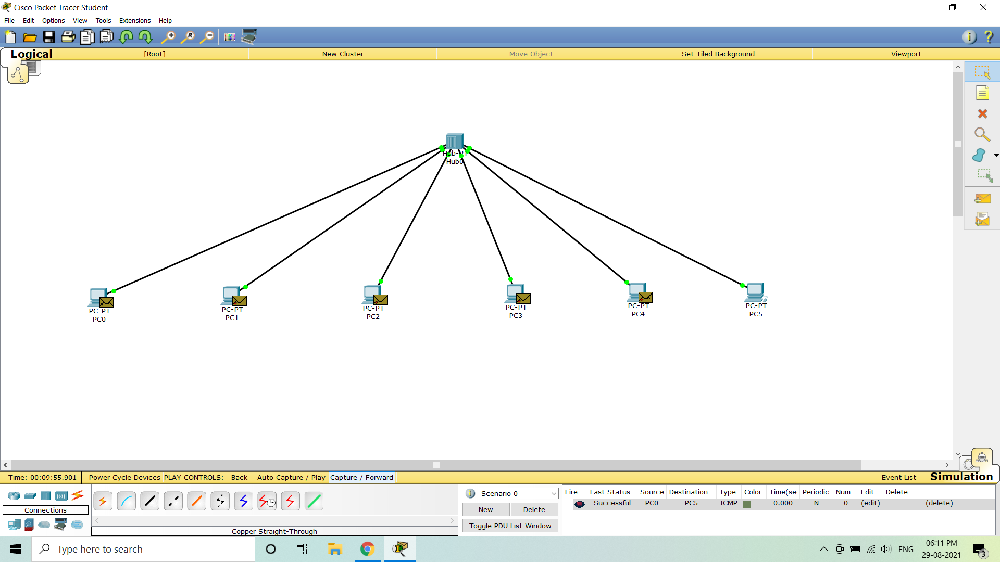 Cisco Packet Tracer Student
File Edit Options View Tools Extensions Help
Logical [Root] New Cluster Move Object Set Tiled Background Viewport
Hub-PT
Hub0
PC-PT
PC0
PC-PT
PC1
PC-PT
PC2
PC-PT
PC3
PC-PT
PC4
PC-PT
PC5
Time: 00:09:55.901 Power Cycle Devices PLAY CONTROLS: Back Auto Capture / Play Capture / Forward Event List Simulation
Connections
Copper Straight-Through
Scenario 0
New Delete
Toggle PDU List Window
Fire Last Status Source Destination Type Color Time(sec Periodic Num Edit Delete
Successful PC0 PC5 ICMP 0.000 N 0 (edit) (delete)
Type here to search
ENG
06:11 PM
29-08-2021
3